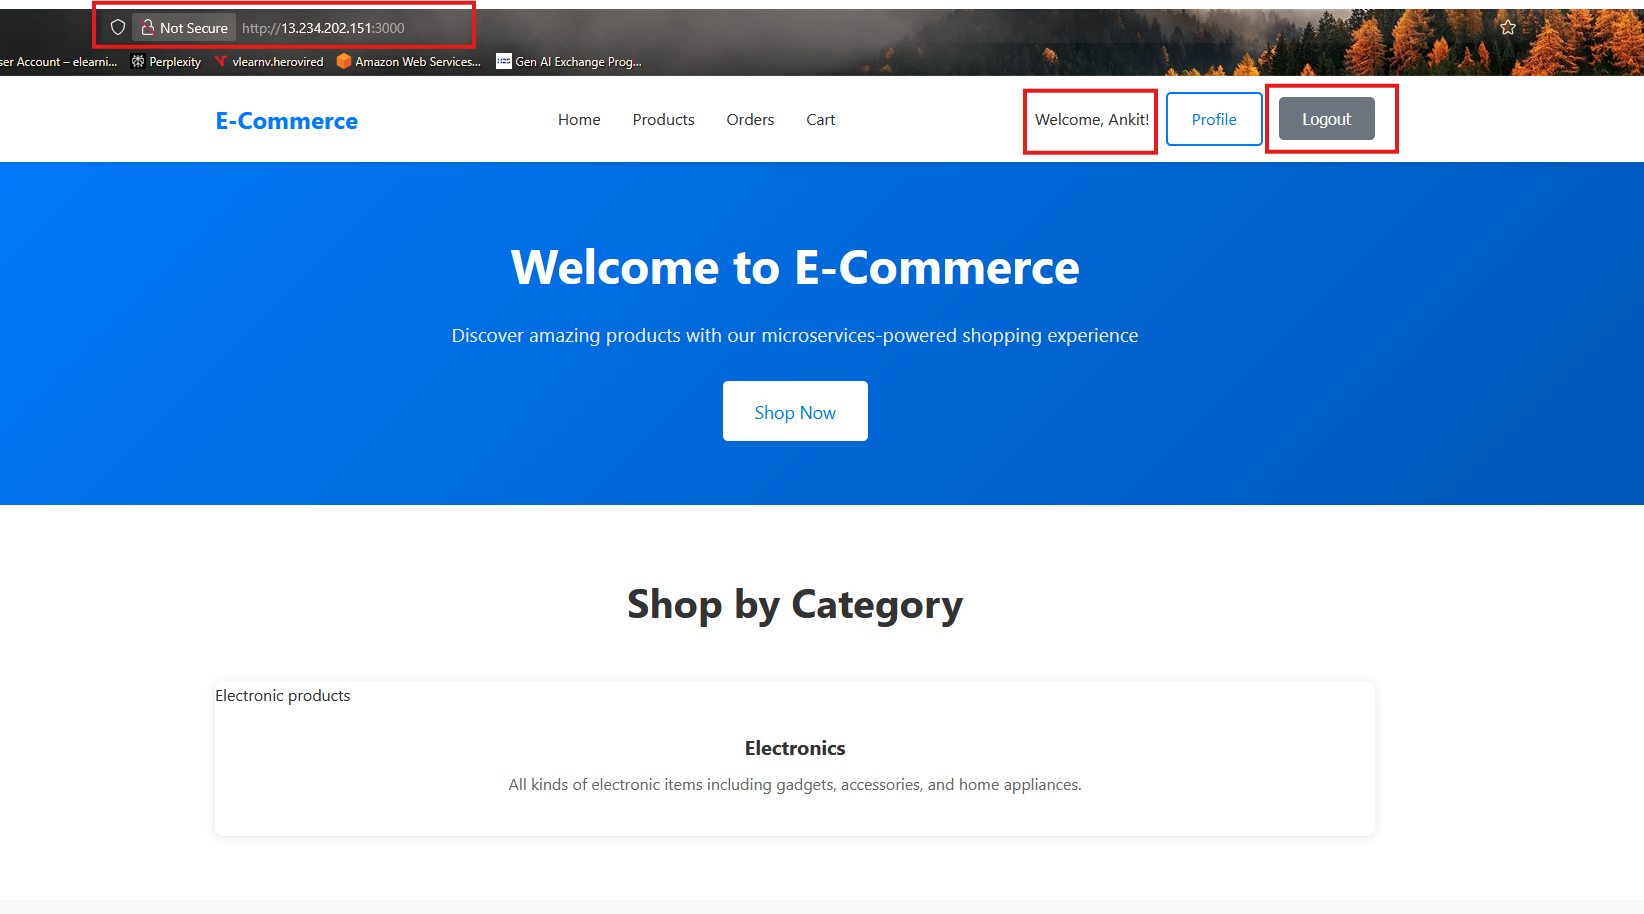 Not Secure http://13.234.202.151:3000
ser Account – elearni... Perplexity vlearnv.herovired Amazon Web Services... Gen AI Exchange Prog...
E-Commerce Home Products Orders Cart Welcome, Ankit! Profile Logout
Welcome to E-Commerce
Discover amazing products with our microservices-powered shopping experience
Shop Now
Shop by Category
Electronic products
Electronics
All kinds of electronic items including gadgets, accessories, and home appliances.